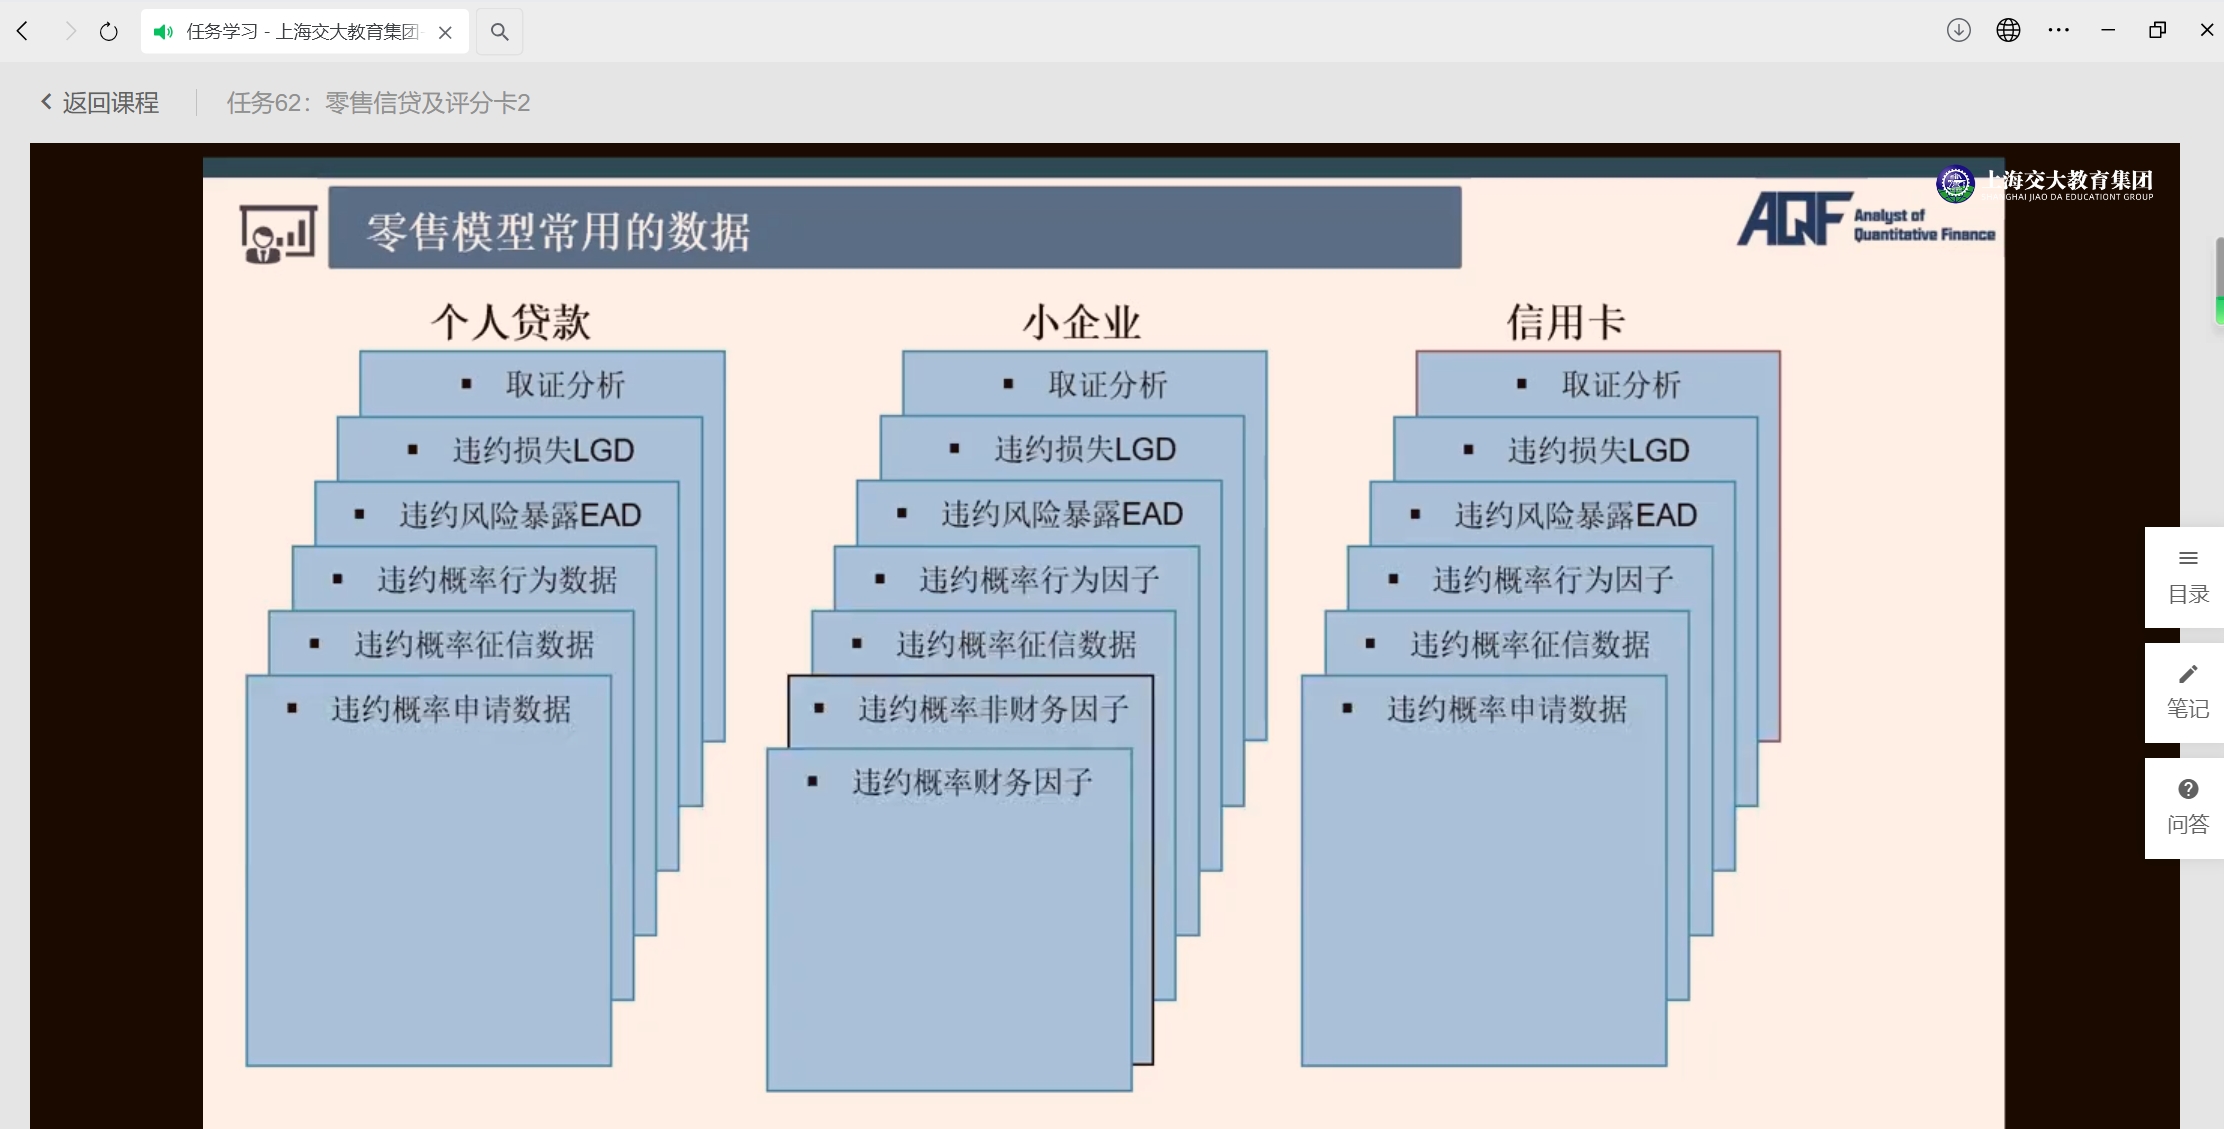 任务学习 - 上海交大教育集团
返回课程
任务62：零售信贷及评分卡2
零售模型常用的数据
上海交大教育集团
AQF
Analyst of
Quantitative Finance
个人贷款
取证分析
违约损失LGD
违约风险暴露EAD
违约概率行为数据
违约概率征信数据
违约概率申请数据
小企业
取证分析
违约损失LGD
违约风险暴露EAD
违约概率行为因子
违约概率征信数据
违约概率非财务因子
违约概率财务因子
信用卡
取证分析
违约损失LGD
违约风险暴露EAD
违约概率行为因子
违约概率征信数据
违约概率申请数据
目录
笔记
问答